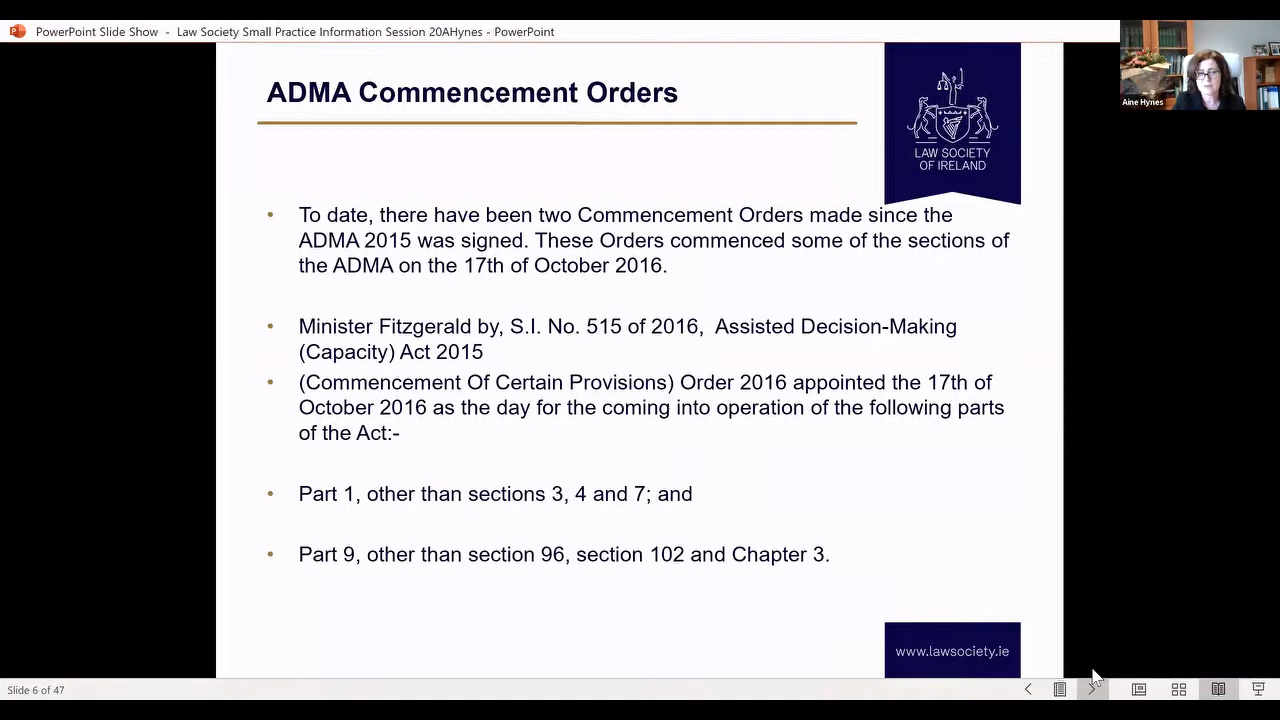 PowerPoint Slide Show - Law Society Small Practice Information Session 20AHynes - PowerPoint
Aine Hynes
ADMA Commencement Orders
LAW SOCIETY
OF IRELAND
• To date, there have been two Commencement Orders made since the
ADMA 2015 was signed. These Orders commenced some of the sections of
the ADMA on the 17th of October 2016.
• Minister Fitzgerald by, S.I. No. 515 of 2016, Assisted Decision-Making
(Capacity) Act 2015
• (Commencement Of Certain Provisions) Order 2016 appointed the 17th of
October 2016 as the day for the coming into operation of the following parts
of the Act:-
• Part 1, other than sections 3, 4 and 7; and
• Part 9, other than section 96, section 102 and Chapter 3.
www.lawsociety.ie
Slide 6 of 47